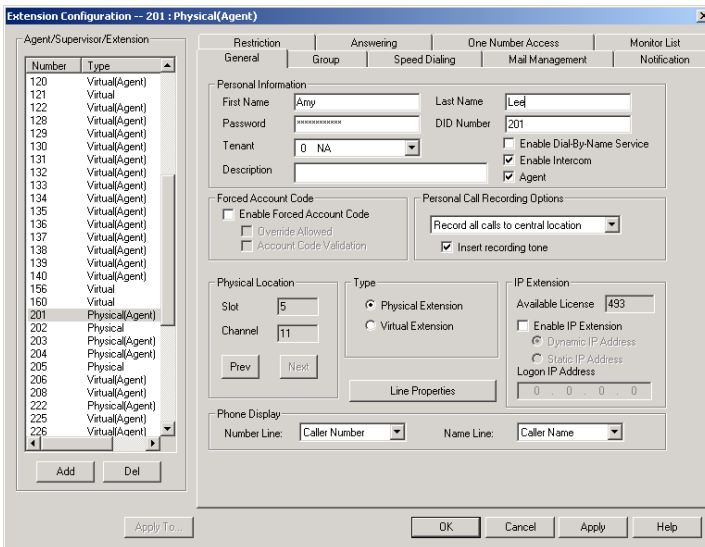 Extension Configuration -- 201 : Physical(Agent)
Agent/Supervisor/Extension
Number Type
120 Virtual(Agent)
121 Virtual
122 Virtual(Agent)
128 Virtual(Agent)
129 Virtual(Agent)
130 Virtual(Agent)
131 Virtual(Agent)
132 Virtual(Agent)
133 Virtual(Agent)
134 Virtual(Agent)
135 Virtual(Agent)
136 Virtual(Agent)
137 Virtual(Agent)
138 Virtual(Agent)
139 Virtual(Agent)
140 Virtual(Agent)
156 Virtual
160 Virtual
201 Physical(Agent)
202 Physical
203 Physical(Agent)
204 Physical(Agent)
205 Physical
206 Virtual(Agent)
208 Virtual(Agent)
222 Physical(Agent)
225 Virtual(Agent)
226 Virtual(Agent)
Add Del
Restriction Answering One Number Access Monitor List
General Group Speed Dialing Mail Management Notification
Personal Information
First Name Amy Last Name Lee
Password ************ DID Number 201
Tenant 0 NA Enable Dial-By-Name Service
Enable Intercom
Description Agent
Forced Account Code Personal Call Recording Options
Enable Forced Account Code
Override Allowed Record all calls to central location
Account Code Validation Insert recording tone
Physical Location Type IP Extension
Slot 5 Physical Extension Available License 493
Channel 11 Virtual Extension Enable IP Extension
Dynamic IP Address
Static IP Address
Prev Next Logon IP Address
Line Properties 0 . 0 . 0 . 0
Phone Display
Number Line: Caller Number Name Line: Caller Name
Apply To... OK Cancel Apply Help